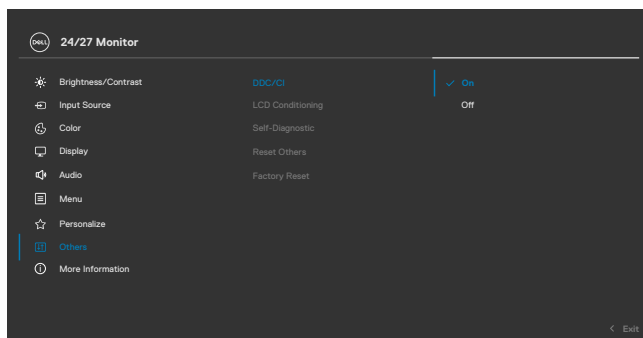 DELL 24/27 Monitor
Brightness/Contrast DDC/CI On
Input Source LCD Conditioning Off
Color Self-Diagnostic
Display Reset Others
Audio Factory Reset
Menu
Personalize
Others
More Information
Exit